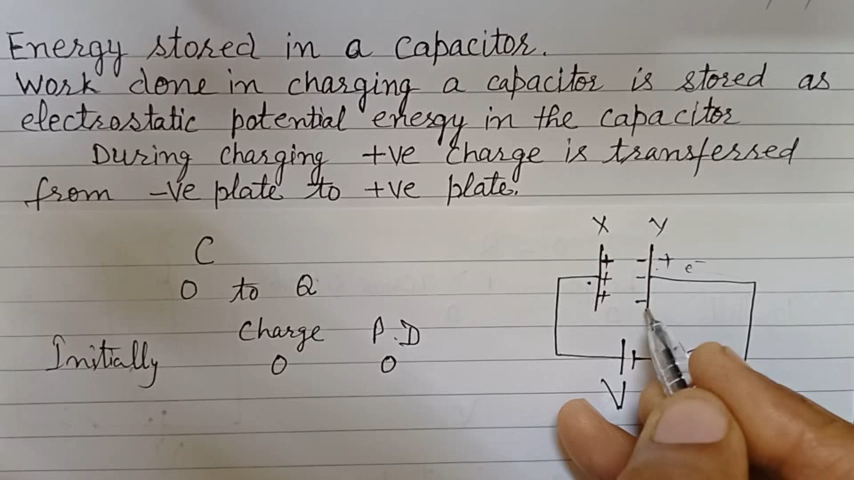 Energy stored in a capacitor.
Work done in charging a capacitor is stored as
electrostatic potential energy in the capacitor
During charging +ve charge is transferred
from -ve plate to +ve plate.
X Y
C
+ - + e⁻
+ -
0 to Q
+ -
Charge P.D
Initially 0 0
V